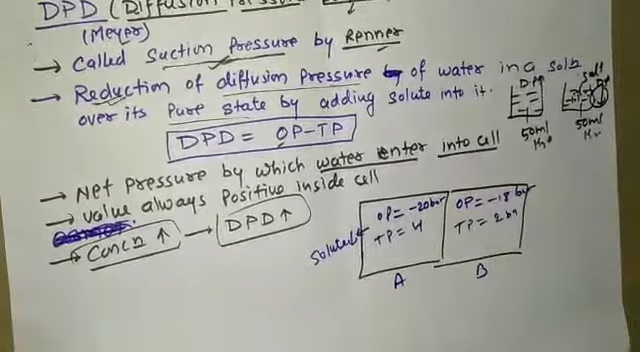 DPD (Diffusion
(Meyer)
→ Called Suction Pressure by Renner
→ Reduction of diffusion pressure of water in a soln
over its Pure state by adding solute into it.
DPD = OP-TP
→ Net pressure by which water enter into cell
→ Value always Positive inside cell
→ Concn ↑ → DPD ↑
50ml
50ml
OP = -20bar
TP = 4
A
OP = -18 bar
TP = 2
B